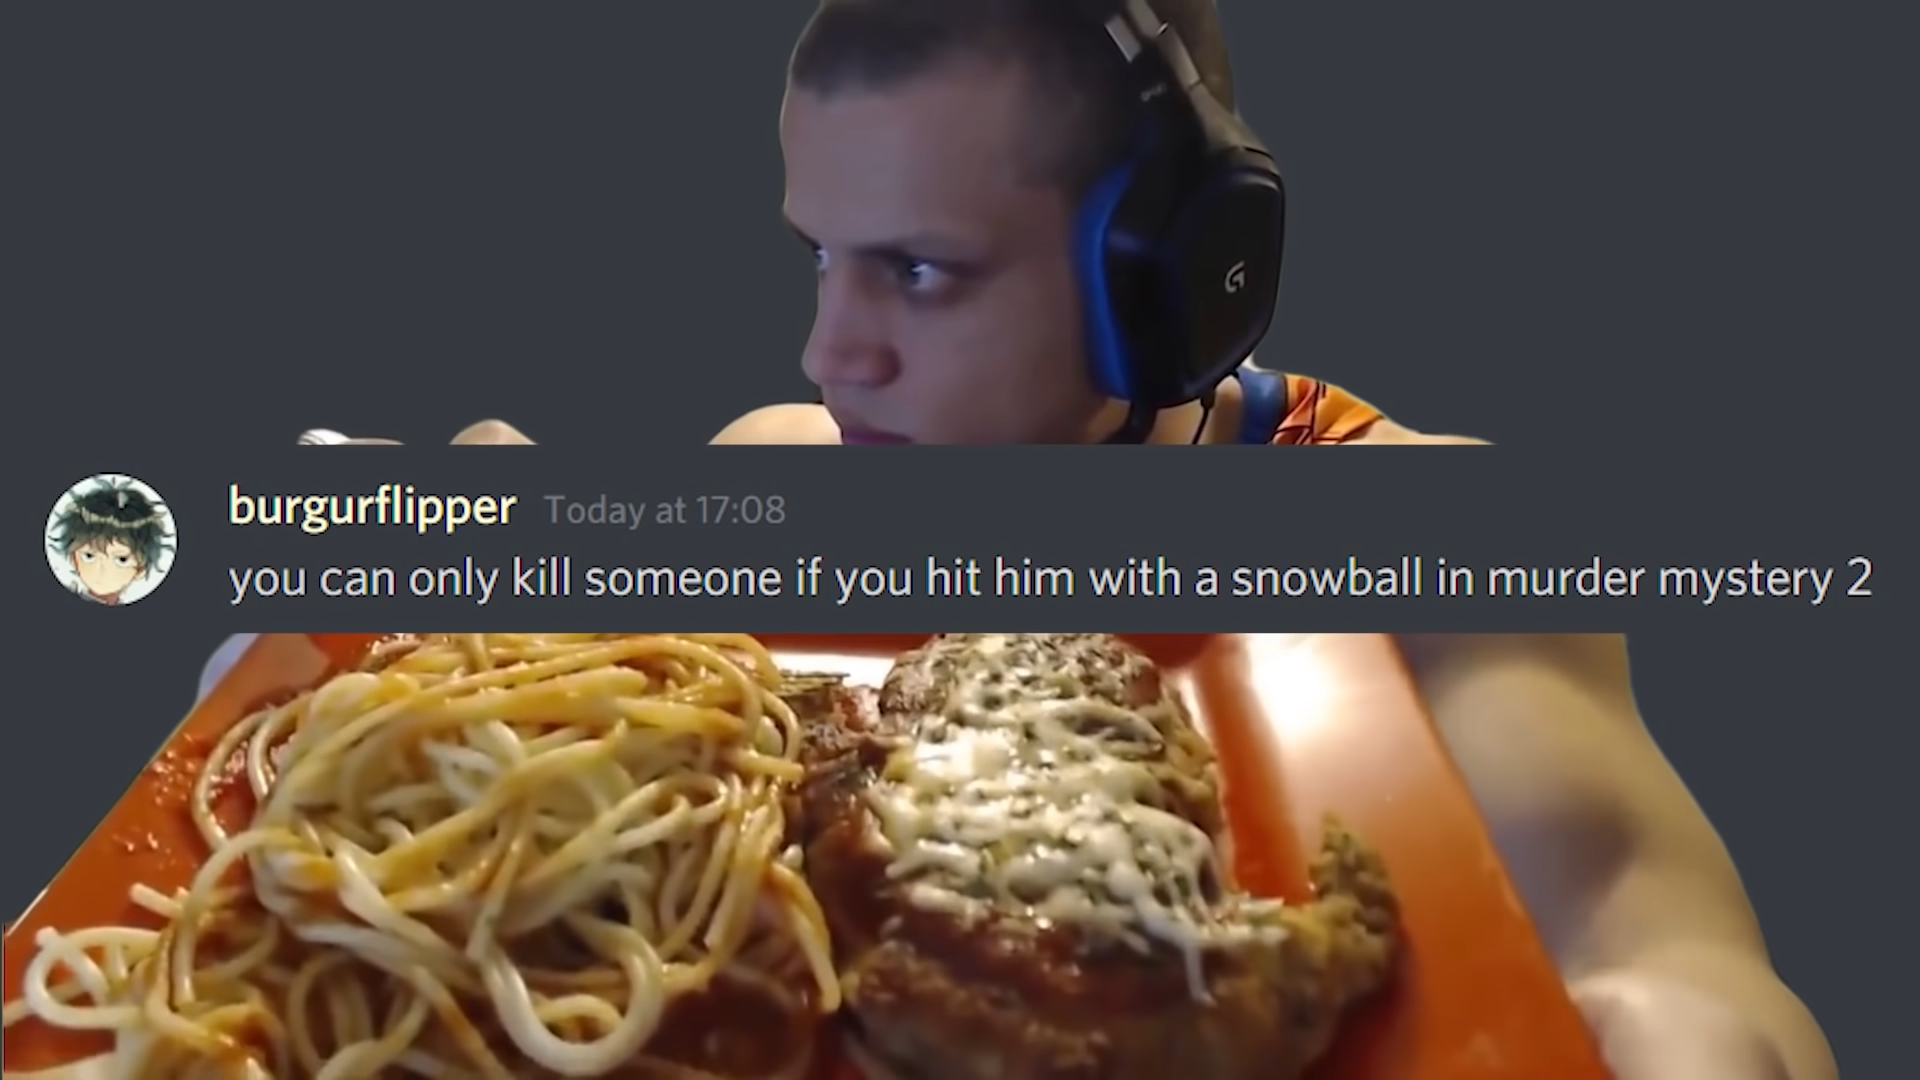 burgurflipper Today at 17:08
you can only kill someone if you hit him with a snowball in murder mystery 2